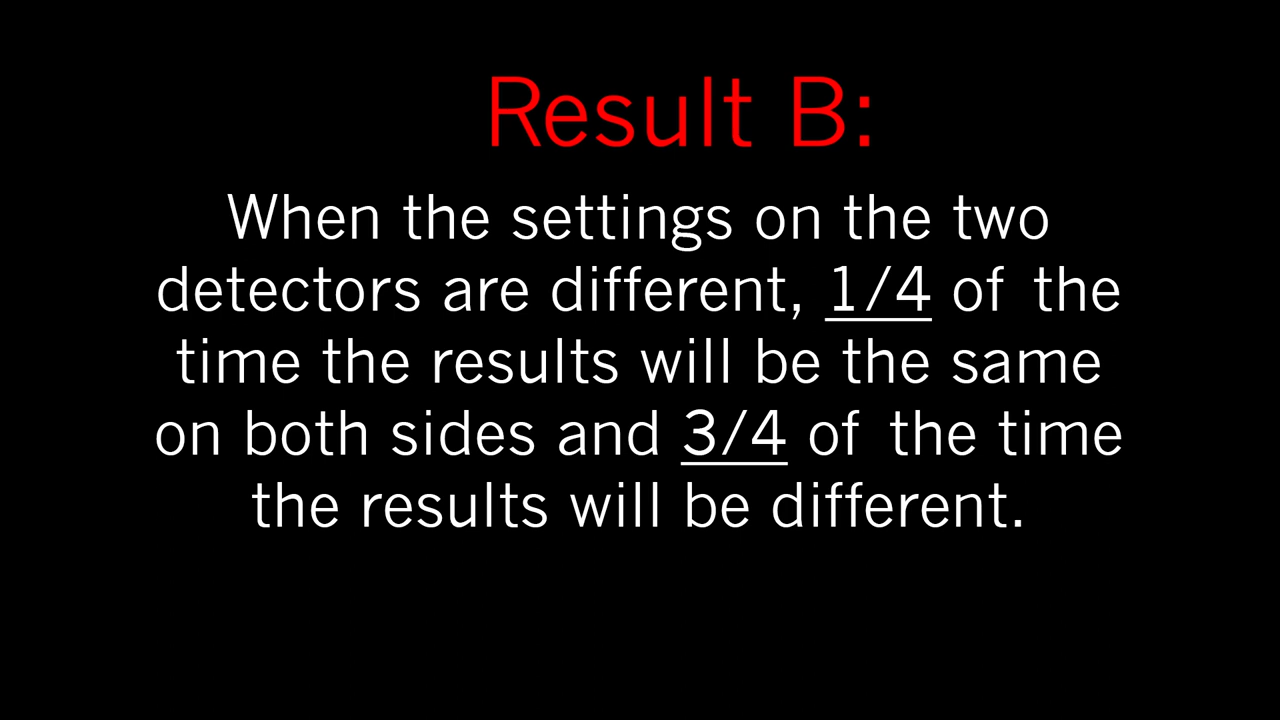 Result B:
When the settings on the two
detectors are different, 1/4 of the
time the results will be the same
on both sides and 3/4 of the time
the results will be different.